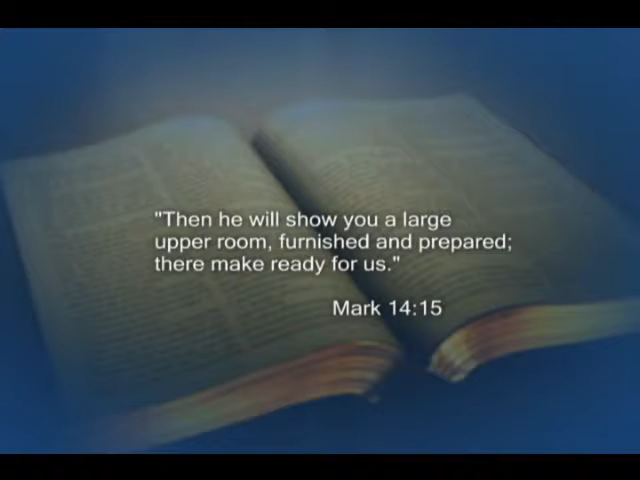 "Then he will show you a large
upper room, furnished and prepared;
there make ready for us."
Mark 14:15